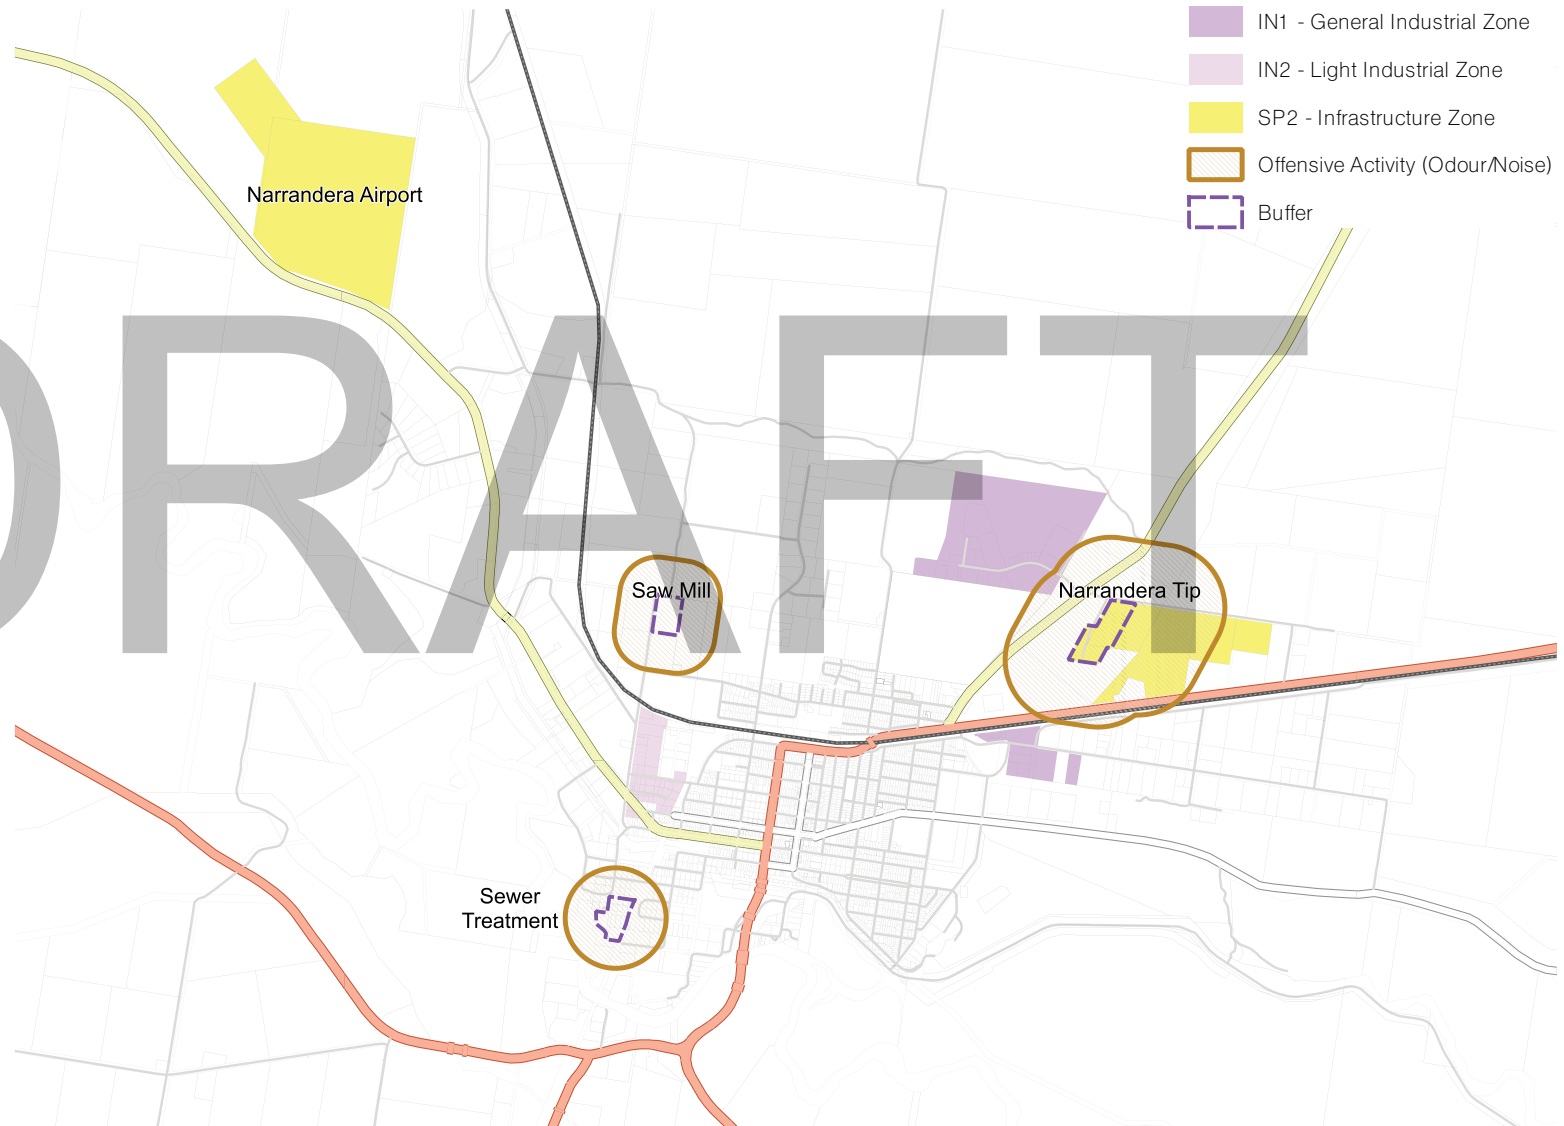 IN1 - General Industrial Zone
IN2 - Light Industrial Zone
SP2 - Infrastructure Zone
Offensive Activity (Odour/Noise)
Buffer
Narrandera Airport
DRAFT
Saw Mill
Narrandera Tip
Sewer
Treatment